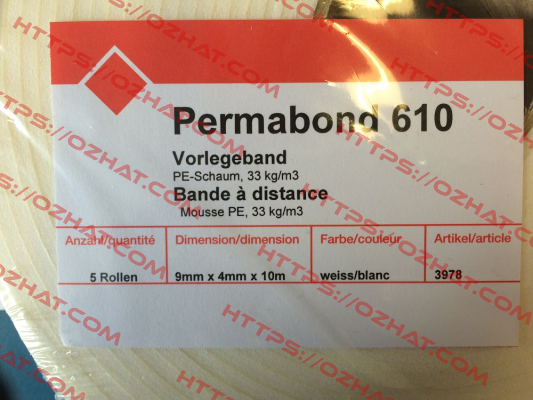 Permabond 610
Vorlegeband
PE-Schaum, 33 kg/m3
Bande à distance
Mousse PE, 33 kg/m3
Anzahl/quantité Dimension/dimension Farbe/couleur Artikel/article
5 Rollen 9mm x 4mm x 10m weiss/blanc 3978
HTTPS://OZHAT.COM